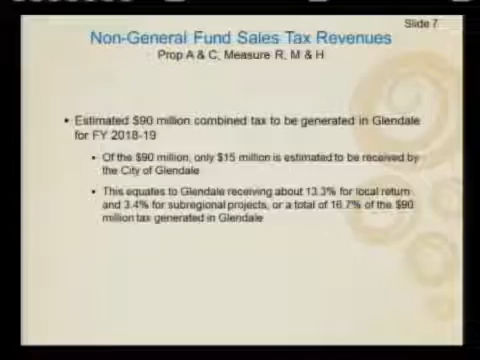 Slide 7
Non-General Fund Sales Tax Revenues
Prop A & C, Measure R, M & H
• Estimated $90 million combined tax to be generated in Glendale
for FY 2018-19
• Of the $90 million, only $15 million is estimated to be received by
the City of Glendale
• This equates to Glendale receiving about 13.3% for local return
and 3.4% for subregional projects, or a total of 16.7% of the $90
million tax generated in Glendale